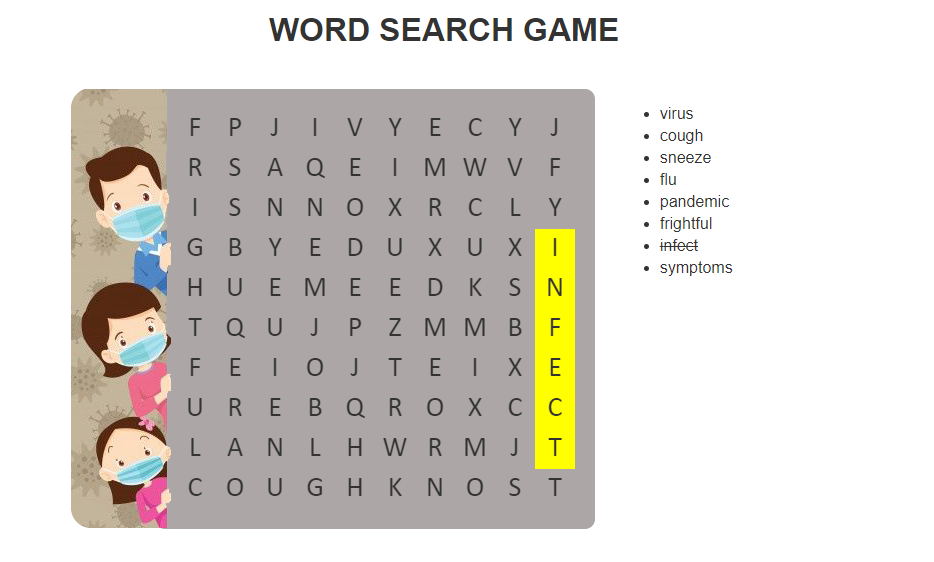 WORD SEARCH GAME
F P J I V Y E C Y J
R S A Q E I M W V F
I S N N O X R C L Y
G B Y E D U X U X I
H U E M E E D K S N
T Q U J P Z M M B F
F E I O J T E I X E
U R E B Q R O X C C
L A N L H W R M J T
C O U G H K N O S T
virus
cough
sneeze
flu
pandemic
frightful
infect
symptoms